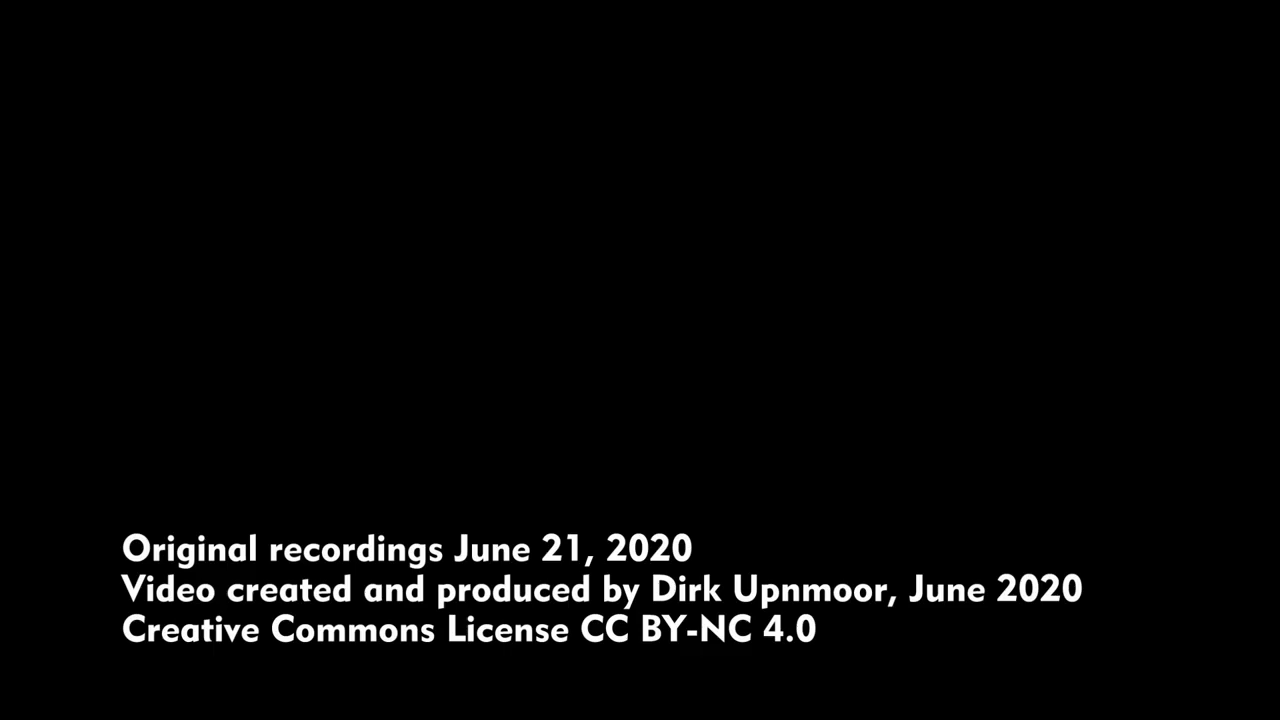 Original recordings June 21, 2020
Video created and produced by Dirk Upnmoor, June 2020
Creative Commons License CC BY-NC 4.0